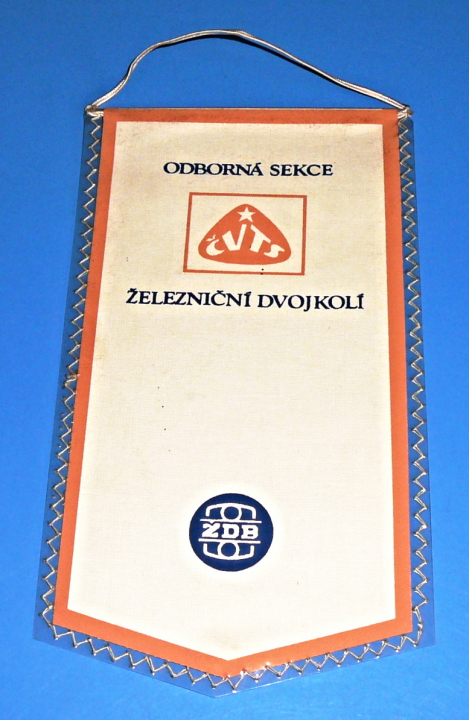 ODBORNÁ SEKCE
ČVTS
ŽELEZNIČNÍ DVOJKOLÍ
ŽDB